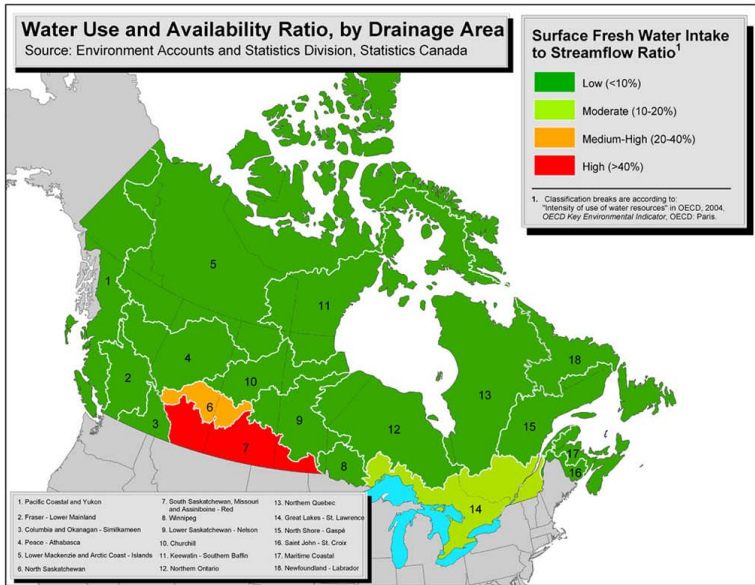 Water Use and Availability Ratio, by Drainage Area
Source: Environment Accounts and Statistics Division, Statistics Canada
Surface Fresh Water Intake
to Streamflow Ratio1
Low (<10%)
Moderate (10-20%)
Medium-High (20-40%)
High (>40%)
1. Classification breaks are according to:
"Intensity of use of water resources" in OECD, 2004,
OECD Key Environmental Indicator, OECD: Paris.
5
1
11
4
18
2
10
13
6
9
15
3
12
7
17
8
16
14
1. Pacific Coastal and Yukon
2. Fraser - Lower Mainland
3. Columbia and Okanagan - Similkameen
4. Peace - Athabasca
5. Lower Mackenzie and Arctic Coast - Islands
6. North Saskatchewan
7. South Saskatchewan, Missouri
and Assiniboine - Red
8. Winnipeg
9. Lower Saskatchewan - Nelson
10. Churchill
11. Keewatin - Southern Baffin
12. Northern Ontario
13. Northern Quebec
14. Great Lakes - St. Lawrence
15. North Shore - Gaspé
16. Saint John - St. Croix
17. Maritime Coastal
18. Newfoundland - Labrador